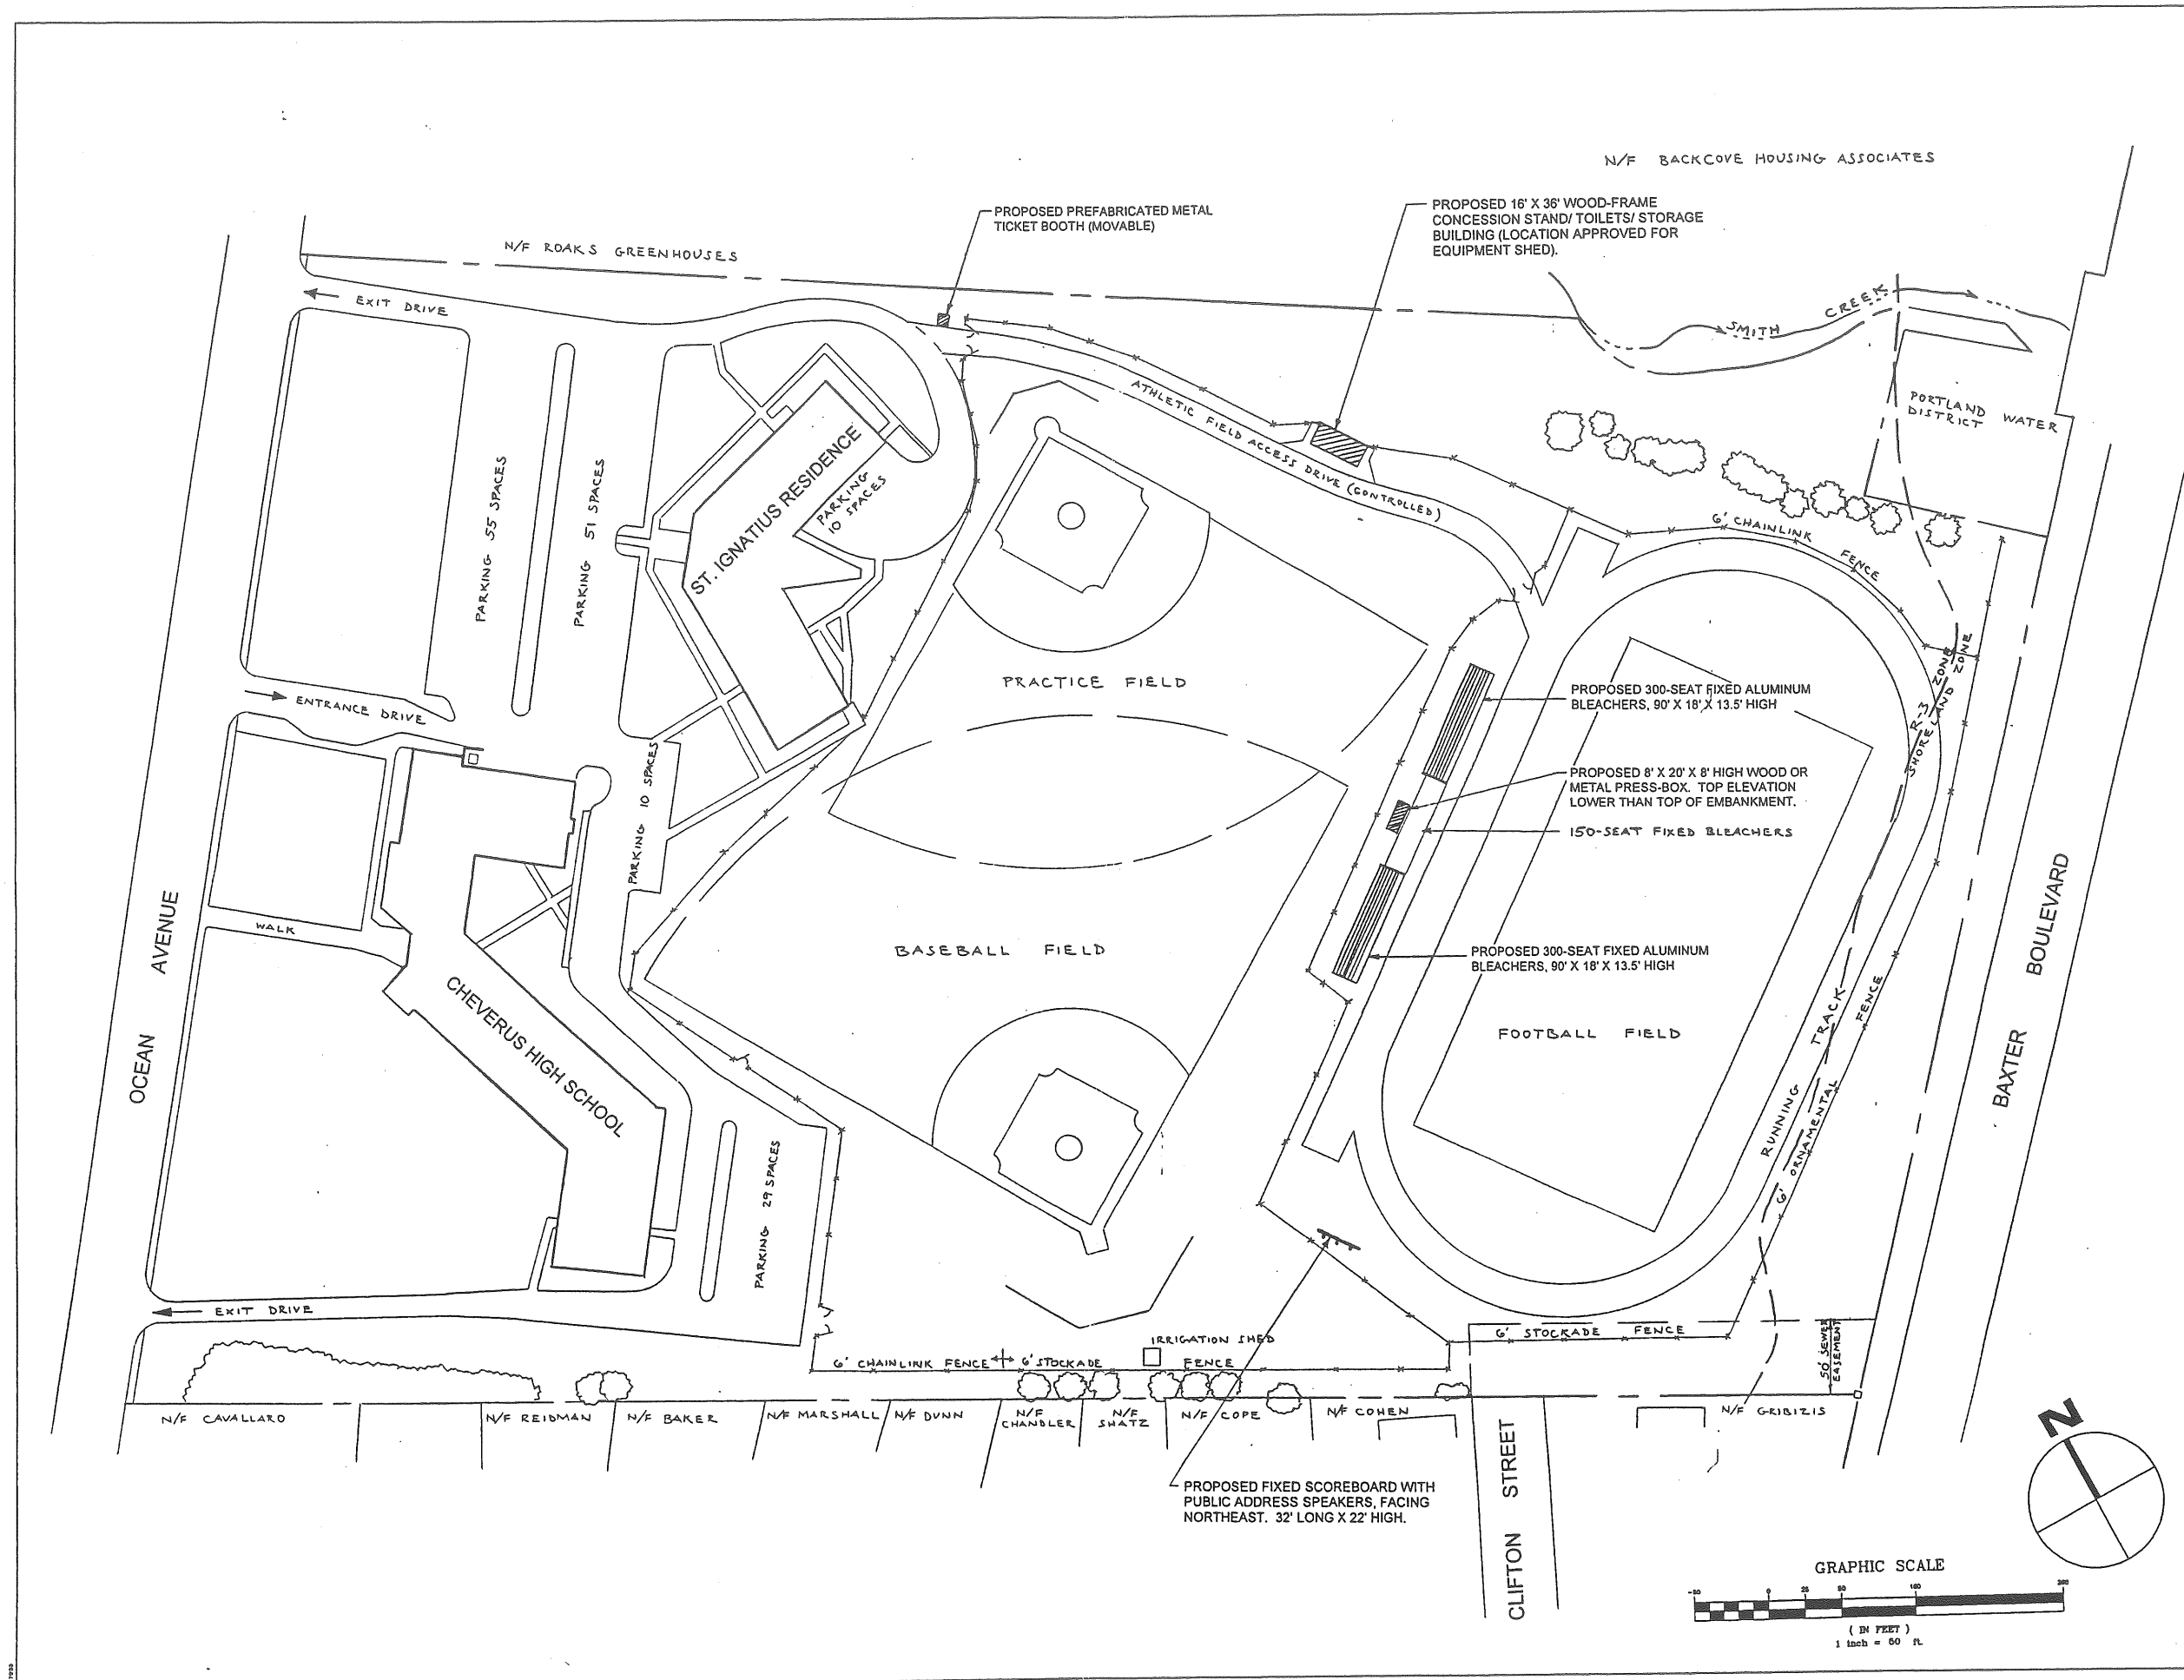 N/F BACKCOVE HOUSING ASSOCIATES
PROPOSED PREFABRICATED METAL
TICKET BOOTH (MOVABLE)
PROPOSED 16' X 36' WOOD-FRAME
CONCESSION STAND/ TOILETS/ STORAGE
BUILDING (LOCATION APPROVED FOR
EQUIPMENT SHED).
N/F ROAKS GREENHOUSES
EXIT DRIVE
SMITH CREEK
PORTLAND WATER
DISTRICT
ATHLETIC FIELD ACCESS DRIVE (CONTROLLED)
PARKING 55 SPACES
PARKING 51 SPACES
ST. IGNATIUS RESIDENCE
PARKING
10 SPACES
6' CHAINLINK FENCE
ENTRANCE DRIVE
PRACTICE FIELD
PROPOSED 300-SEAT FIXED ALUMINUM
BLEACHERS, 90' X 18' X 13.5' HIGH
R-3 ZONE
SHORELAND ZONE
PARKING 10 SPACES
PROPOSED 8' X 20' X 8' HIGH WOOD OR
METAL PRESS-BOX. TOP ELEVATION
LOWER THAN TOP OF EMBANKMENT.
150-SEAT FIXED BLEACHERS
OCEAN AVENUE
WALK
BASEBALL FIELD
PROPOSED 300-SEAT FIXED ALUMINUM
BLEACHERS, 90' X 18' X 13.5' HIGH
BAXTER BOULEVARD
CHEVERUS HIGH SCHOOL
FOOTBALL FIELD
RUNNING TRACK
6' ORNAMENTAL FENCE
PARKING 29 SPACES
EXIT DRIVE
IRRIGATION SHED
6' CHAINLINK FENCE
6' STOCKADE FENCE
6' STOCKADE FENCE
50' SEWER
EASEMENT
N/F CAVALLARO
N/F REIDMAN
N/F BAKER
N/F MARSHALL
N/F DUNN
N/F
CHANDLER
N/F
SHATZ
N/F COPE
N/F COHEN
N/F GRIBIZIS
CLIFTON STREET
PROPOSED FIXED SCOREBOARD WITH
PUBLIC ADDRESS SPEAKERS, FACING
NORTHEAST. 32' LONG X 22' HIGH.
N
GRAPHIC SCALE
-50 0 25 50 100 200
( IN FEET )
1 inch = 50 ft.